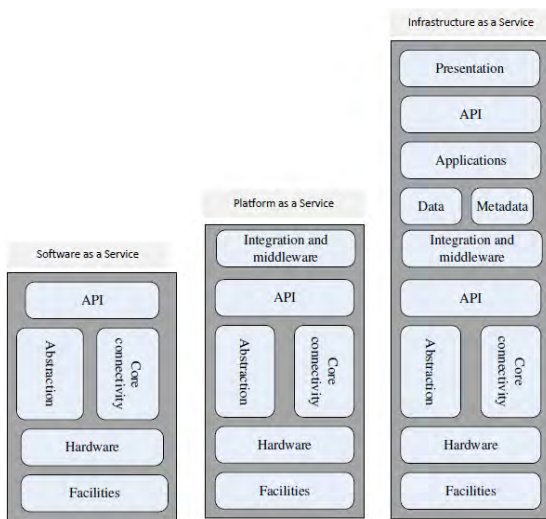 Software as a Service
API
Abstraction
Core
connectivity
Hardware
Facilities
Platform as a Service
Integration and
middleware
API
Abstraction
Core
connectivity
Hardware
Facilities
Infrastructure as a Service
Presentation
API
Applications
Data
Metadata
Integration and
middleware
API
Abstraction
Core
connectivity
Hardware
Facilities